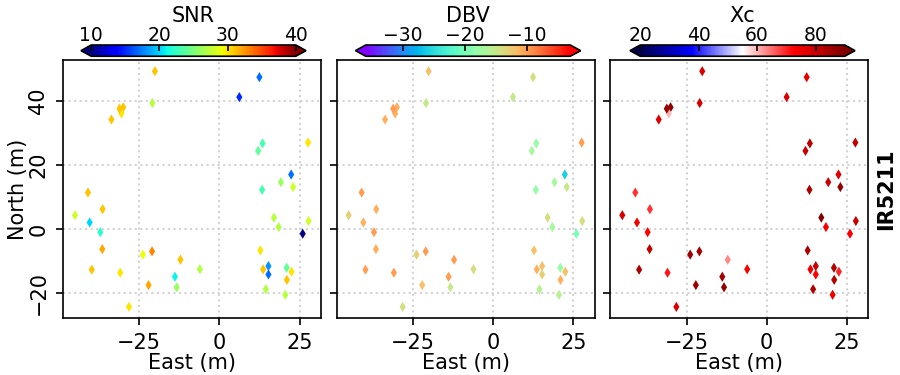 SNR DBV Xc
10 20 30 40 −30 −20 −10 20 40 60 80
40
20
0
−20
North (m)
−25 0 25 −25 0 25 −25 0 25
East (m) East (m) East (m)
IR5211